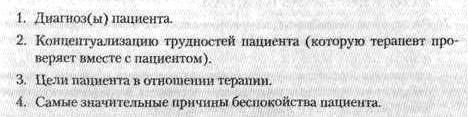 1. Диагноз(ы) пациента.
2. Концептуализацию трудностей пациента (которую терапевт про-
веряет вместе с пациентом).
3. Цели пациента в отношении терапии.
4. Самые значительные причины беспокойства пациента.